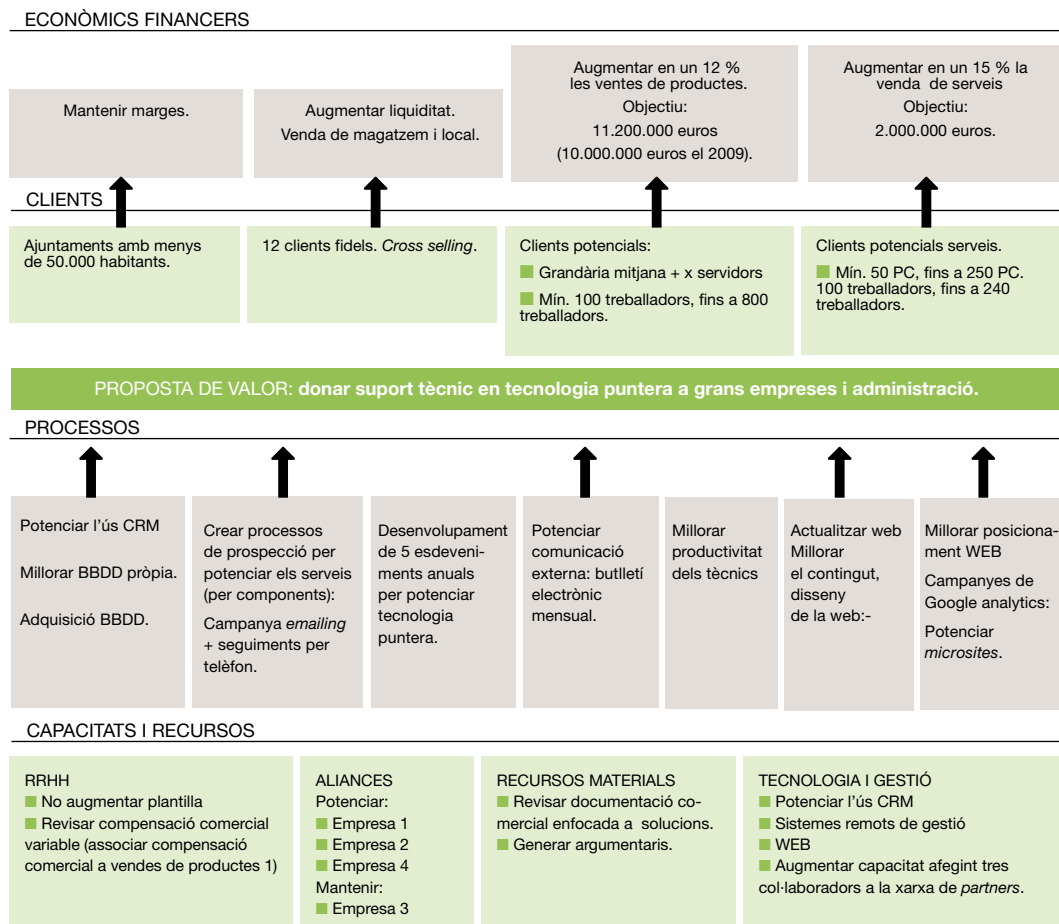 ECONÒMICS FINANCERS
Mantenir marges.
Augmentar liquiditat.
Venda de magatzem i local.
Augmentar en un 12 %
les ventes de productes.
Objectiu:
11.200.000 euros
(10.000.000 euros el 2009).
Augmentar en un 15 % la
venda de serveis
Objectiu:
2.000.000 euros.
CLIENTS
Ajuntaments amb menys
de 50.000 habitants.
12 clients fidels. Cross selling.
Clients potencials:
■ Grandària mitjana + x servidors
■ Mín. 100 treballadors, fins a 800
treballadors.
Clients potencials serveis.
■ Mín. 50 PC, fins a 250 PC.
100 treballadors, fins a 240
treballadors.
PROPOSTA DE VALOR: donar suport tècnic en tecnologia puntera a grans empreses i administració.
PROCESSOS
Potenciar l’ús CRM
Millorar BBDD pròpia.
Adquisició BBDD.
Crear processos
de prospecció per
potenciar els serveis
(per components):
Campanya emailing
+ seguiments per
telèfon.
Desenvolupament
de 5 esdeveni-
ments anuals
per potenciar
tecnologia
puntera.
Potenciar
comunicació
externa: butlletí
electrònic
mensual.
Millorar
productivitat
dels tècnics
Actualitzar web
Millorar
el contingut,
disseny
de la web:-
Millorar posiciona-
ment WEB
Campanyes de
Google analytics:
Potenciar
microsites.
CAPACITATS I RECURSOS
RRHH
■ No augmentar plantilla
■ Revisar compensació comercial
variable (associar compensació
comercial a vendes de productes 1)
ALIANCES
Potenciar:
■ Empresa 1
■ Empresa 2
■ Empresa 4
Mantenir:
■ Empresa 3
RECURSOS MATERIALS
■ Revisar documentació co-
mercial enfocada a solucions.
■ Generar argumentaris.
TECNOLOGIA I GESTIÓ
■ Potenciar l’ús CRM
■ Sistemes remots de gestió
■ WEB
■ Augmentar capacitat afegint tres
col·laboradors a la xarxa de partners.